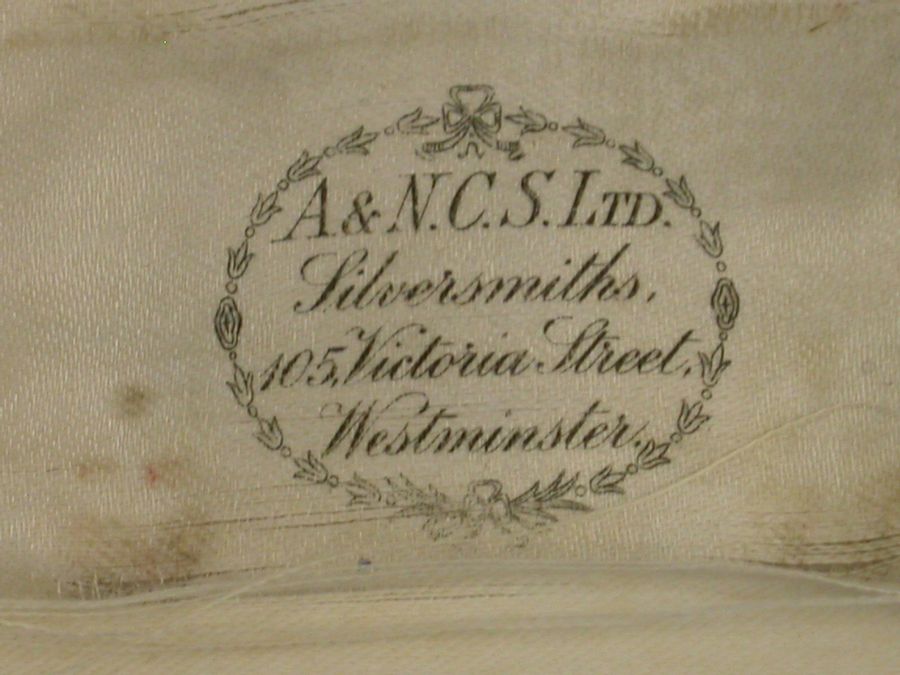 A. & N. C. S. LTD.
Silversmiths,
105, Victoria Street,
Westminster.